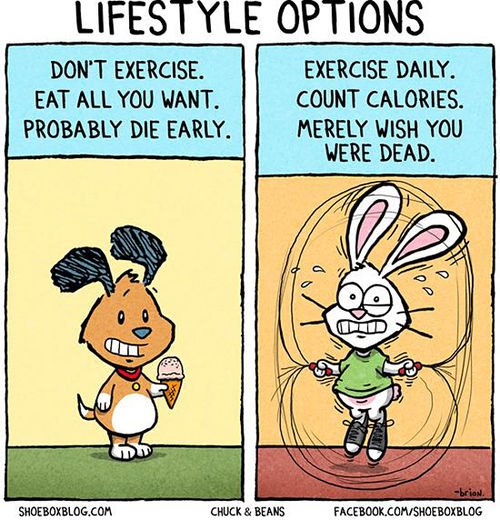 LIFESTYLE OPTIONS
DON'T EXERCISE.
EAT ALL YOU WANT.
PROBABLY DIE EARLY.
EXERCISE DAILY.
COUNT CALORIES.
MERELY WISH YOU
WERE DEAD.
-brian.
SHOEBOXBLOG.COM
CHUCK & BEANS
FACEBOOK.COM/SHOEBOXBLOG